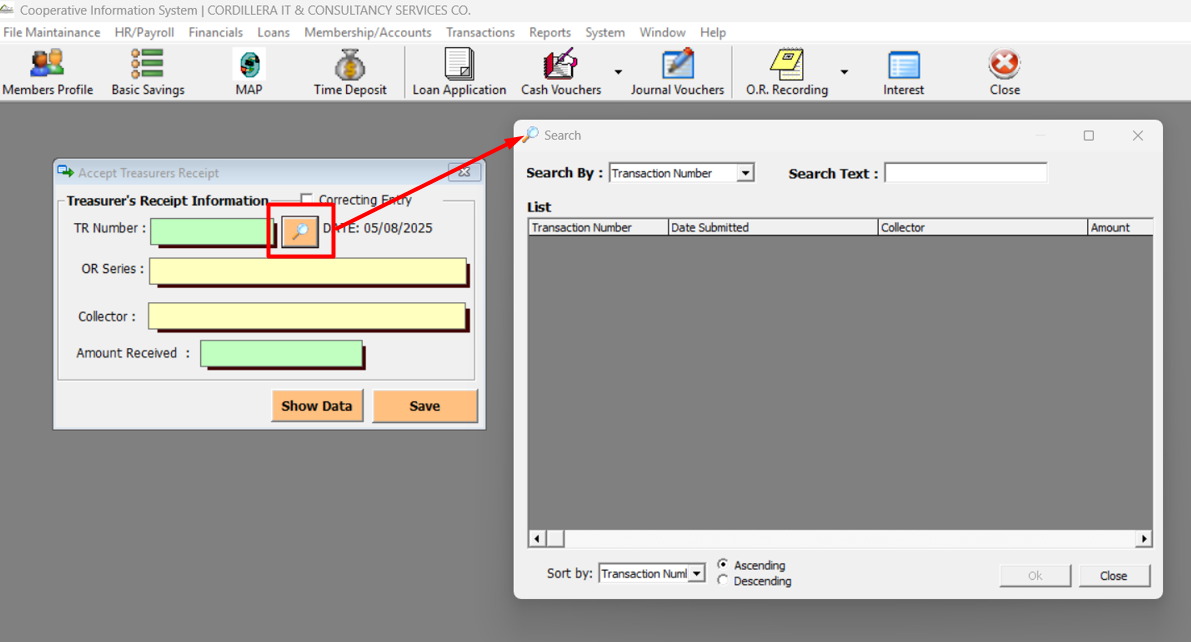 Cooperative Information System | CORDILLERA IT & CONSULTANCY SERVICES CO.
File Maintainance HR/Payroll Financials Loans Membership/Accounts Transactions Reports System Window Help
Members Profile Basic Savings MAP Time Deposit Loan Application Cash Vouchers Journal Vouchers O.R. Recording Interest Close
Accept Treasurers Receipt
Treasurer's Receipt Information Correcting Entry
TR Number : DATE: 05/08/2025
OR Series :
Collector :
Amount Received :
Show Data Save
Search
Search By : Transaction Number Search Text :
List
Transaction Number Date Submitted Collector Amount
Sort by: Transaction Numl Ascending
Descending
Ok Close